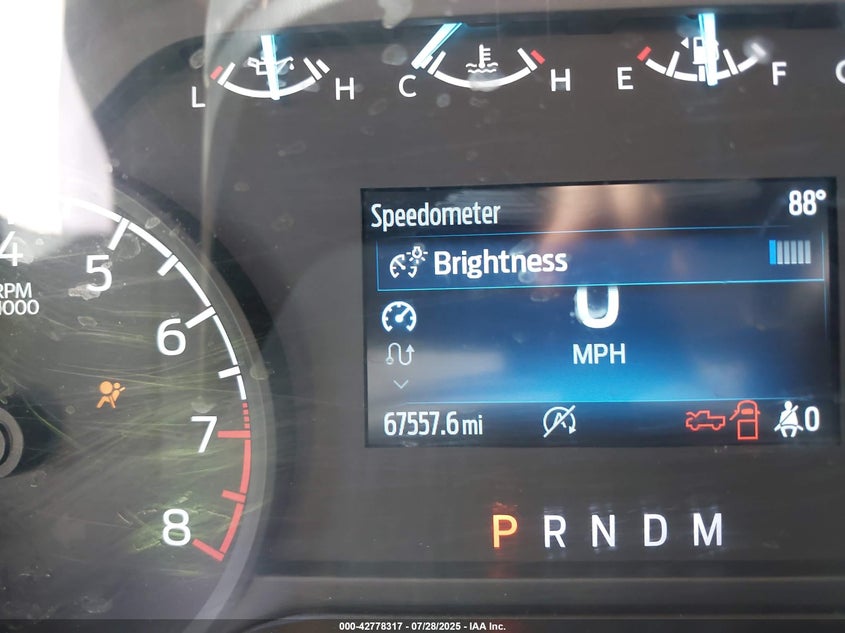 L H C H E F
Speedometer 88°
Brightness
4
5
RPM
1000
0
6
MPH
67557.6 mi 0
7
8
P R N D M
000-42778317 - 07/28/2025 - IAA Inc.